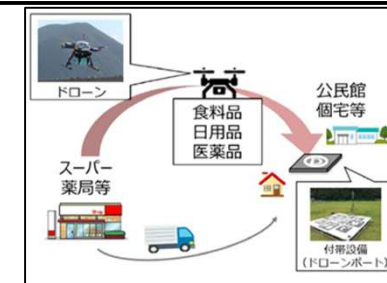 ドローン
食料品
日用品
医薬品
公民館
個宅等
スーパー
薬局等
付帯設備
(ドローンポート)